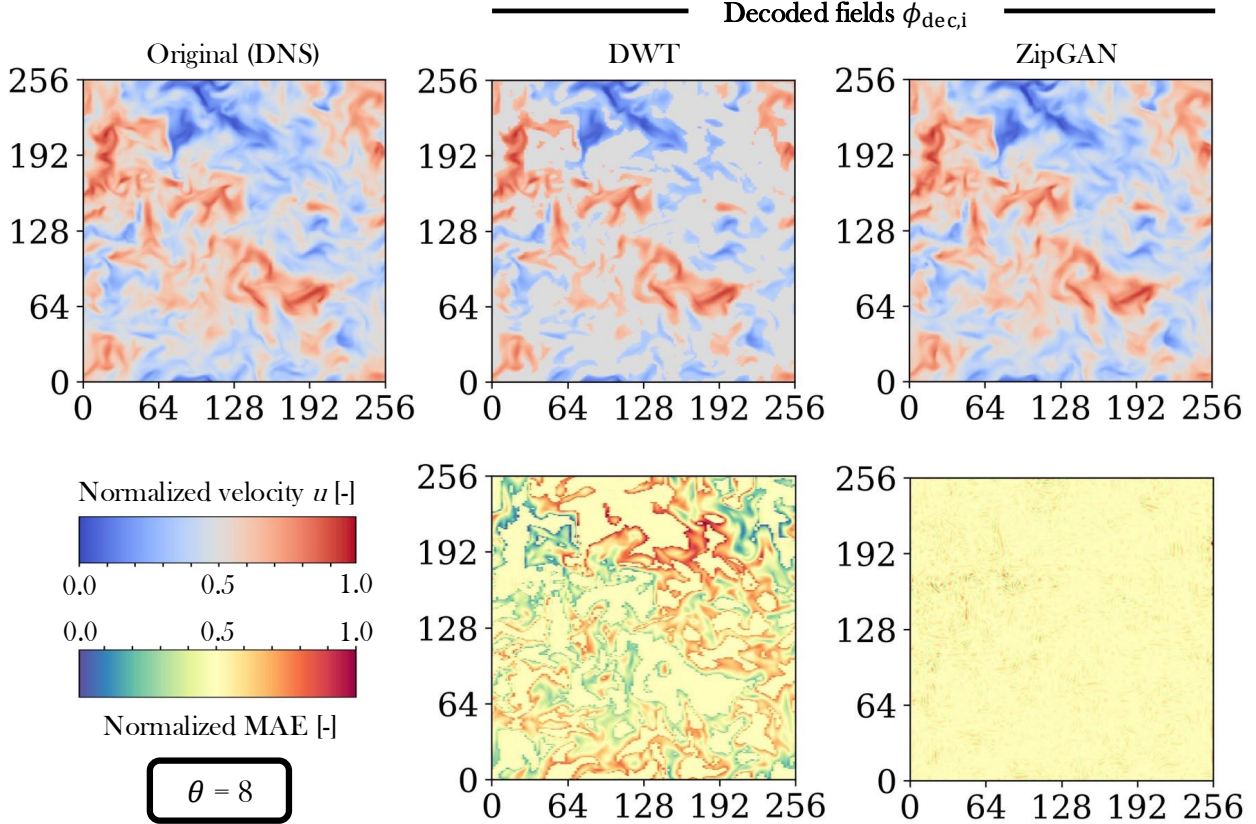 Decoded fields ϕdec,i
Original (DNS)
DWT
ZipGAN
256
192
128
64
0
0 64 128 192 256
256
192
128
64
0
0 64 128 192 256
256
192
128
64
0
0 64 128 192 256
Normalized velocity u [-]
0.0 0.5 1.0
0.0 0.5 1.0
Normalized MAE [-]
θ = 8
256
192
128
64
0
0 64 128 192 256
256
192
128
64
0
0 64 128 192 256